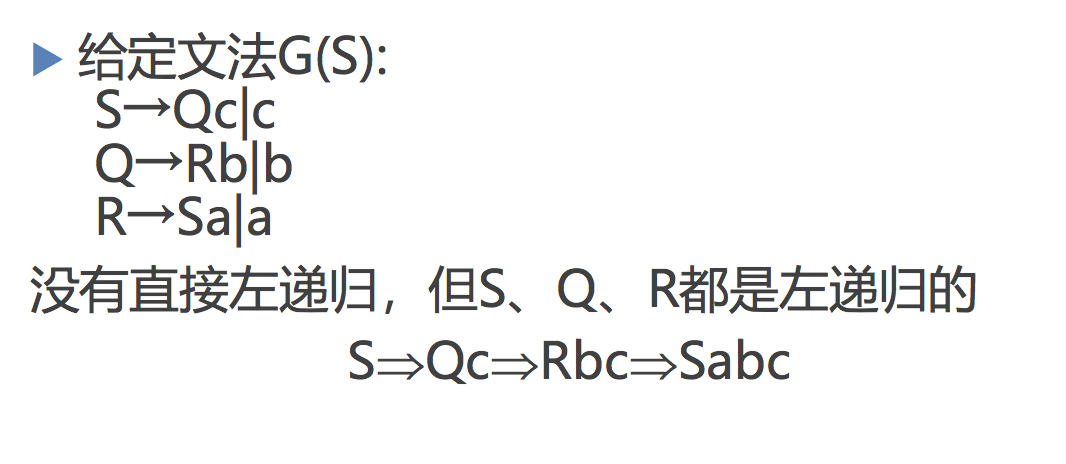 ▶ 给定文法G(S):
S→Qc|c
Q→Rb|b
R→Sa|a
没有直接左递归，但S、Q、R都是左递归的
S⇒Qc⇒Rbc⇒Sabc